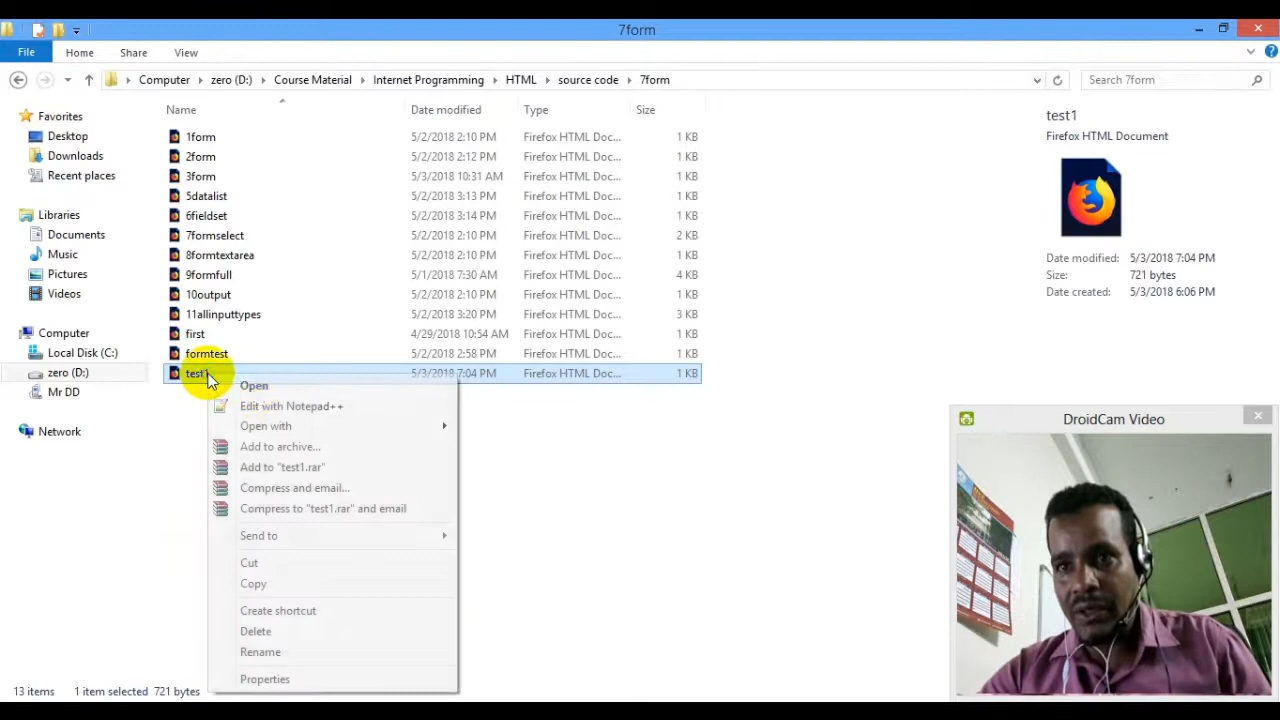 7form
File Home Share View
Computer zero (D:) Course Material Internet Programming HTML source code 7form Search 7form
Favorites
Desktop
Downloads
Recent places
Libraries
Documents
Music
Pictures
Videos
Computer
Local Disk (C:)
zero (D:)
Mr DD
Network
Name Date modified Type Size
1form 5/2/2018 2:10 PM Firefox HTML Doc... 1 KB
2form 5/2/2018 2:12 PM Firefox HTML Doc... 1 KB
3form 5/3/2018 10:31 AM Firefox HTML Doc... 1 KB
5datalist 5/2/2018 3:13 PM Firefox HTML Doc... 1 KB
6fieldset 5/2/2018 3:14 PM Firefox HTML Doc... 1 KB
7formselect 5/2/2018 2:10 PM Firefox HTML Doc... 2 KB
8formtextarea 5/2/2018 2:10 PM Firefox HTML Doc... 1 KB
9formfull 5/1/2018 7:30 AM Firefox HTML Doc... 4 KB
10output 5/2/2018 2:10 PM Firefox HTML Doc... 1 KB
11allinputtypes 5/2/2018 3:20 PM Firefox HTML Doc... 3 KB
first 4/29/2018 10:54 AM Firefox HTML Doc... 1 KB
formtest 5/2/2018 2:58 PM Firefox HTML Doc... 1 KB
test1 5/3/2018 7:04 PM Firefox HTML Doc... 1 KB
Open
Edit with Notepad++
Open with
Add to archive...
Add to "test1.rar"
Compress and email...
Compress to "test1.rar" and email
Send to
Cut
Copy
Create shortcut
Delete
Rename
Properties
test1
Firefox HTML Document
Date modified: 5/3/2018 7:04 PM
Size: 721 bytes
Date created: 5/3/2018 6:06 PM
DroidCam Video
13 items 1 item selected 721 bytes